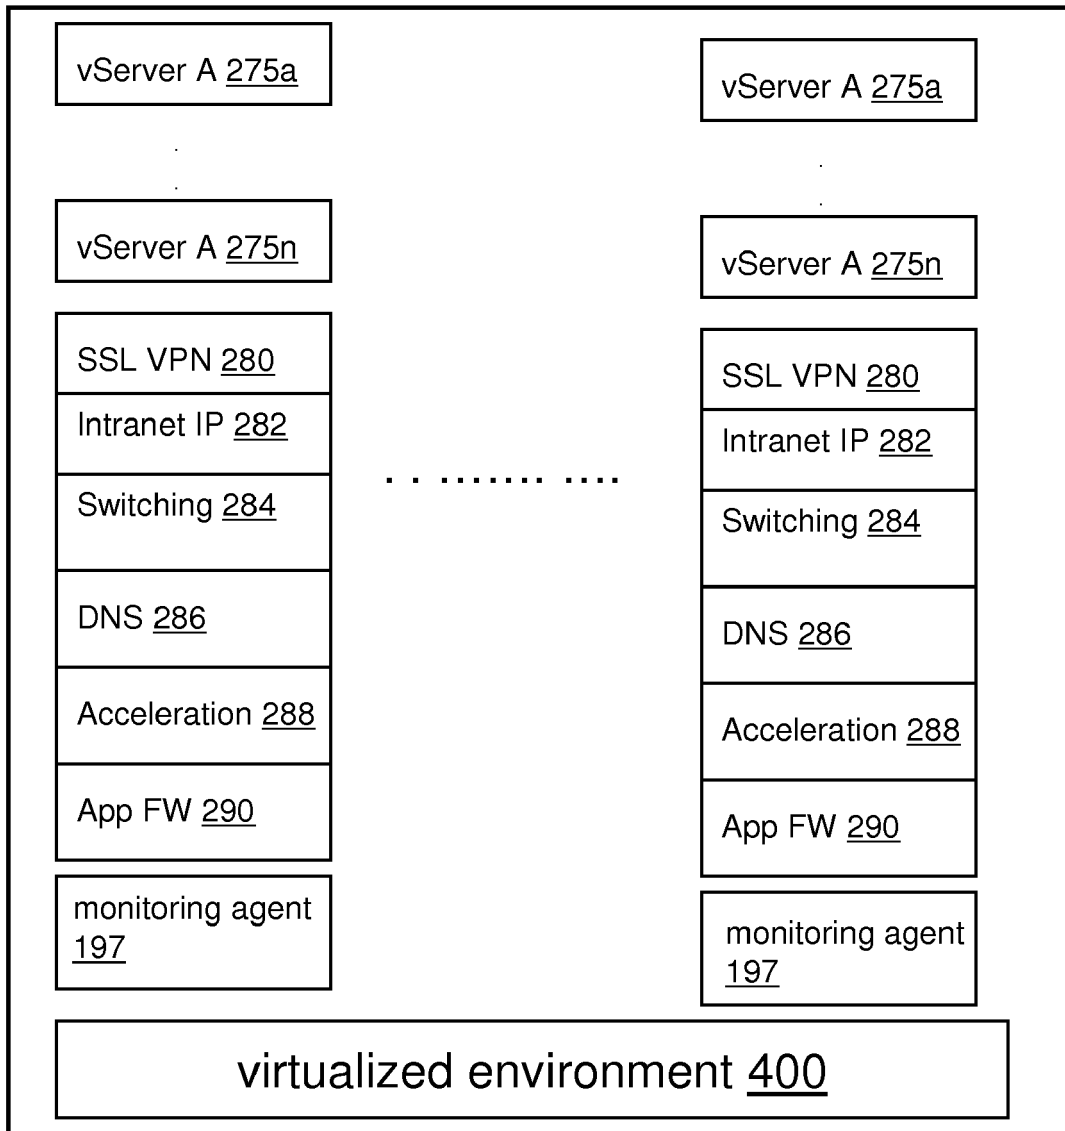 vServer A 275a
vServer A 275n
SSL VPN 280
Intranet IP 282
Switching 284
DNS 286
Acceleration 288
App FW 290
monitoring agent
197
vServer A 275a
vServer A 275n
SSL VPN 280
Intranet IP 282
Switching 284
DNS 286
Acceleration 288
App FW 290
monitoring agent
197
virtualized environment 400